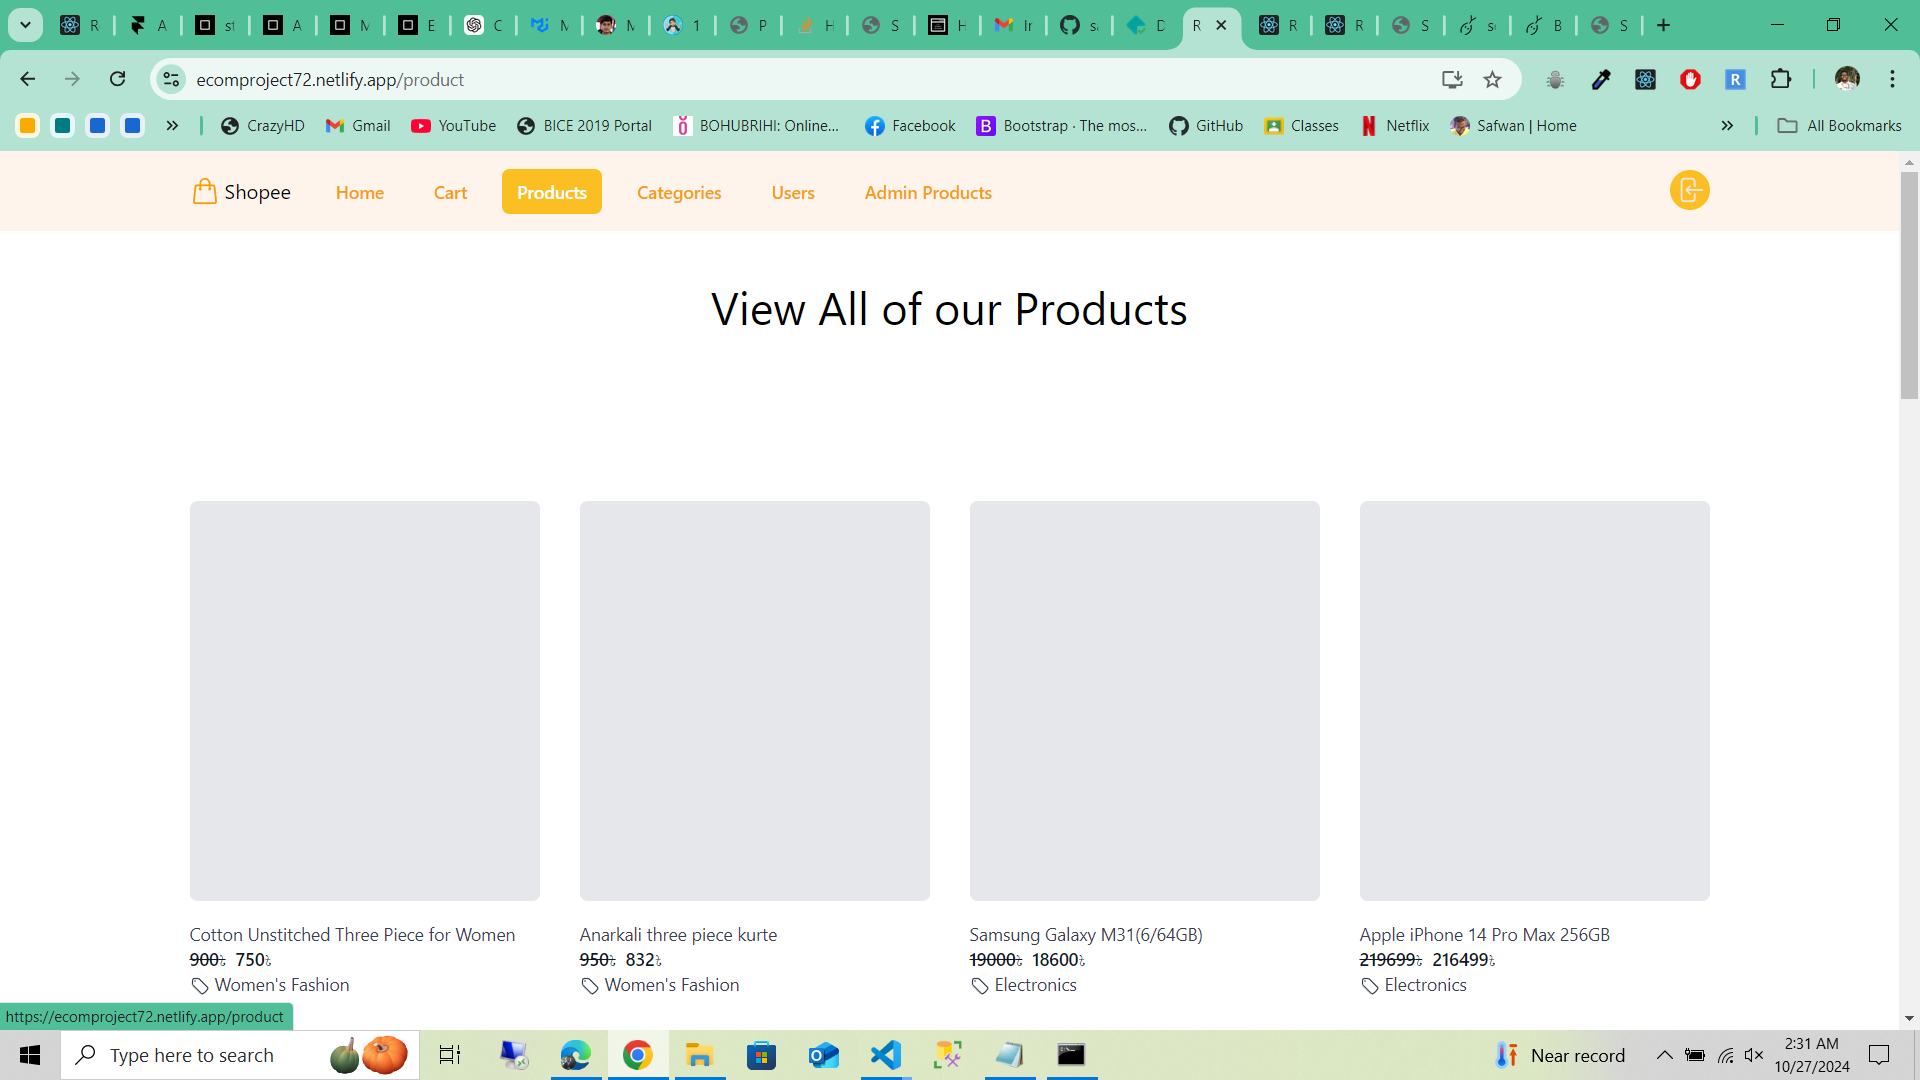 R
A
st
A
M
E
C
M
M
1
P
H
S
H
Ir
sa
D
R
R
R
S
se
B
S
ecomproject72.netlify.app/product
CrazyHD
Gmail
YouTube
BICE 2019 Portal
BOHUBRIHI: Online...
Facebook
Bootstrap · The mos...
GitHub
Classes
Netflix
Safwan | Home
All Bookmarks
Shopee
Home
Cart
Products
Categories
Users
Admin Products
View All of our Products
Cotton Unstitched Three Piece for Women
900৳ 750৳
Women's Fashion
Anarkali three piece kurte
950৳ 832৳
Women's Fashion
Samsung Galaxy M31(6/64GB)
19000৳ 18600৳
Electronics
Apple iPhone 14 Pro Max 256GB
219699৳ 216499৳
Electronics
https://ecomproject72.netlify.app/product
Type here to search
Near record
2:31 AM
10/27/2024